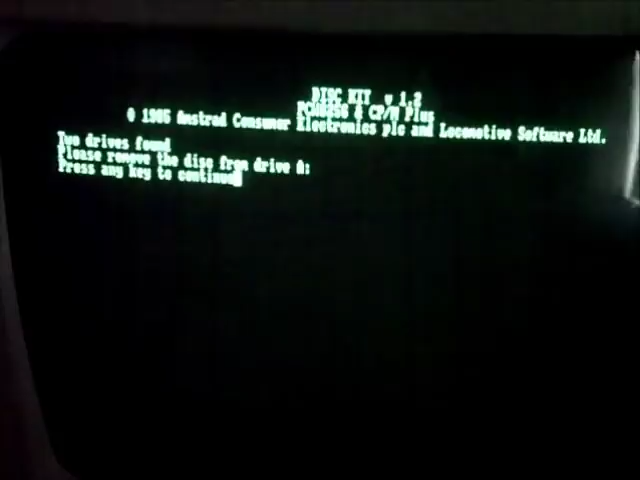 DISC KIT v 1.2
PCW8256 & CP/M Plus
© 1985 Amstrad Consumer Electronics plc and Locomotive Software Ltd.
Two drives found
Please remove the disc from drive A:
Press any key to continue